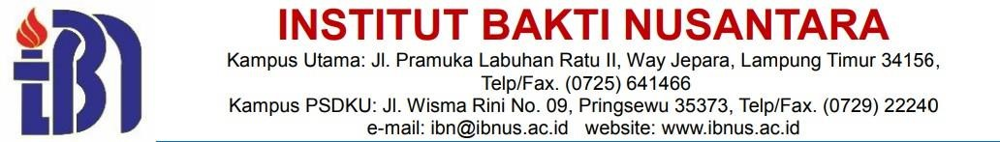 IBN
INSTITUT BAKTI NUSANTARA
Kampus Utama: Jl. Pramuka Labuhan Ratu II, Way Jepara, Lampung Timur 34156,
Telp/Fax. (0725) 641466
Kampus PSDKU: Jl. Wisma Rini No. 09, Pringsewu 35373, Telp/Fax. (0729) 22240
e-mail: ibn@ibnus.ac.id website: www.ibnus.ac.id